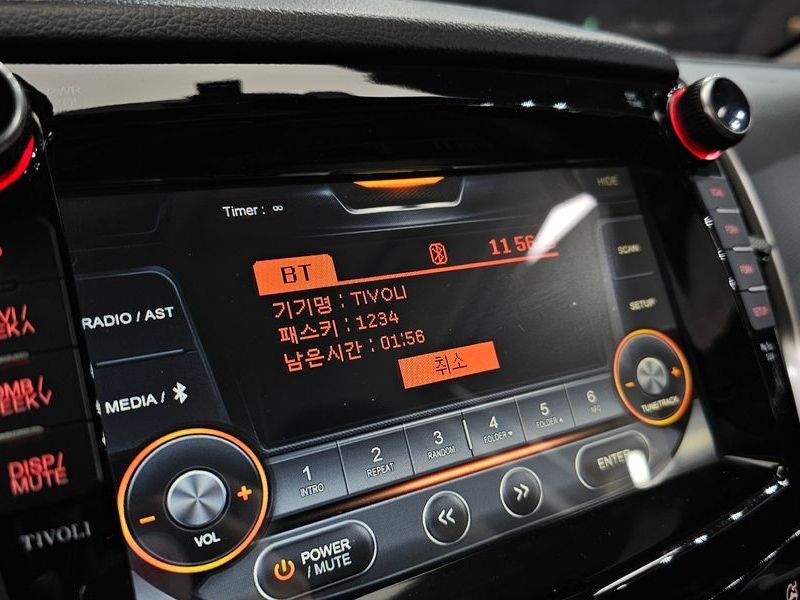 HIDE
Timer : ∞
BT
11 56
기기명 : TIVOLI
패스키 : 1234
남은시간 : 01:56
취소
RADIO / AST
MEDIA /
SCAN
SETUP
- +
VOL
- +
TUNE/TRACK
1 INTRO
2 REPEAT
3 RANDOM
4 FOLDER
5 FOLDER
6 INFO
POWER
/ MUTE
<<
>>
ENTER
DISP/
MUTE
TIVOLI